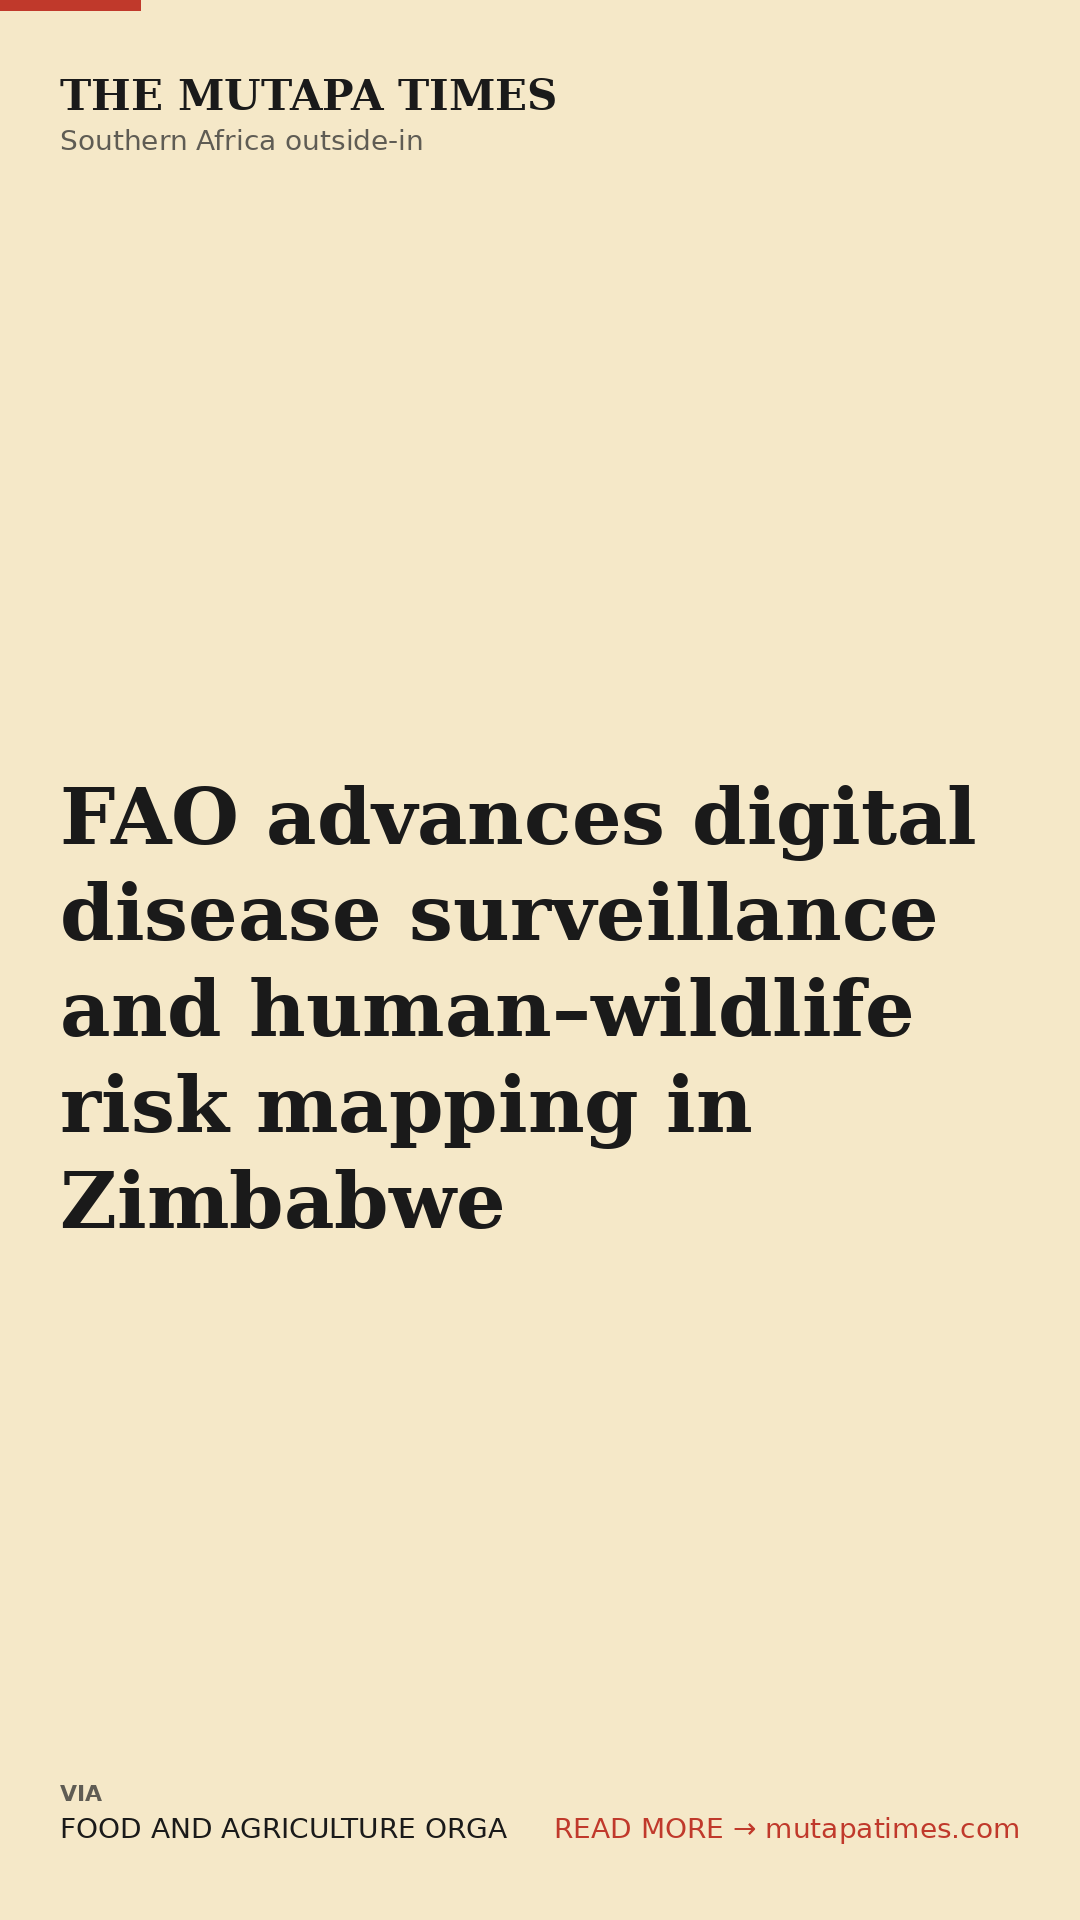 THE MUTAPA TIMES
Southern Africa outside-in
FAO advances digital
disease surveillance
and human–wildlife
risk mapping in
Zimbabwe
VIA
FOOD AND AGRICULTURE ORGA
READ MORE → mutapatimes.com